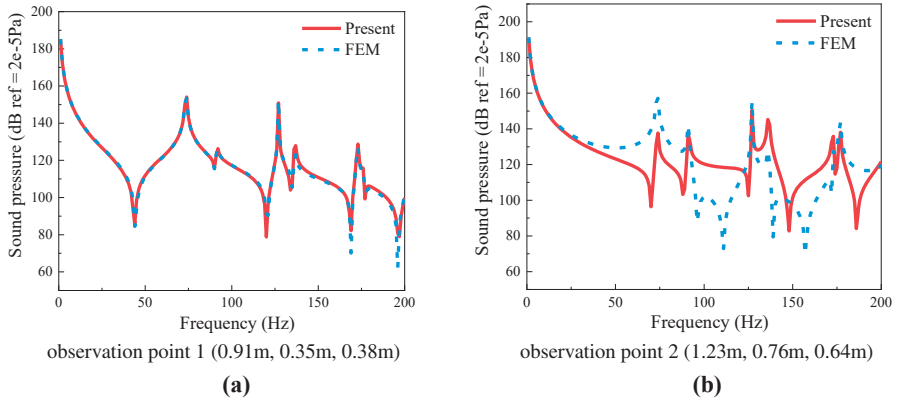 Present
FEM
Sound pressure (dB ref = 2e-5Pa)
200
180
160
140
120
100
80
60
0
50
100
150
200
Frequency (Hz)
observation point 1 (0.91m, 0.35m, 0.38m)
(a)
Present
FEM
Sound pressure (dB ref = 2e-5Pa)
200
180
160
140
120
100
80
60
0
50
100
150
200
Frequency (Hz)
observation point 2 (1.23m, 0.76m, 0.64m)
(b)